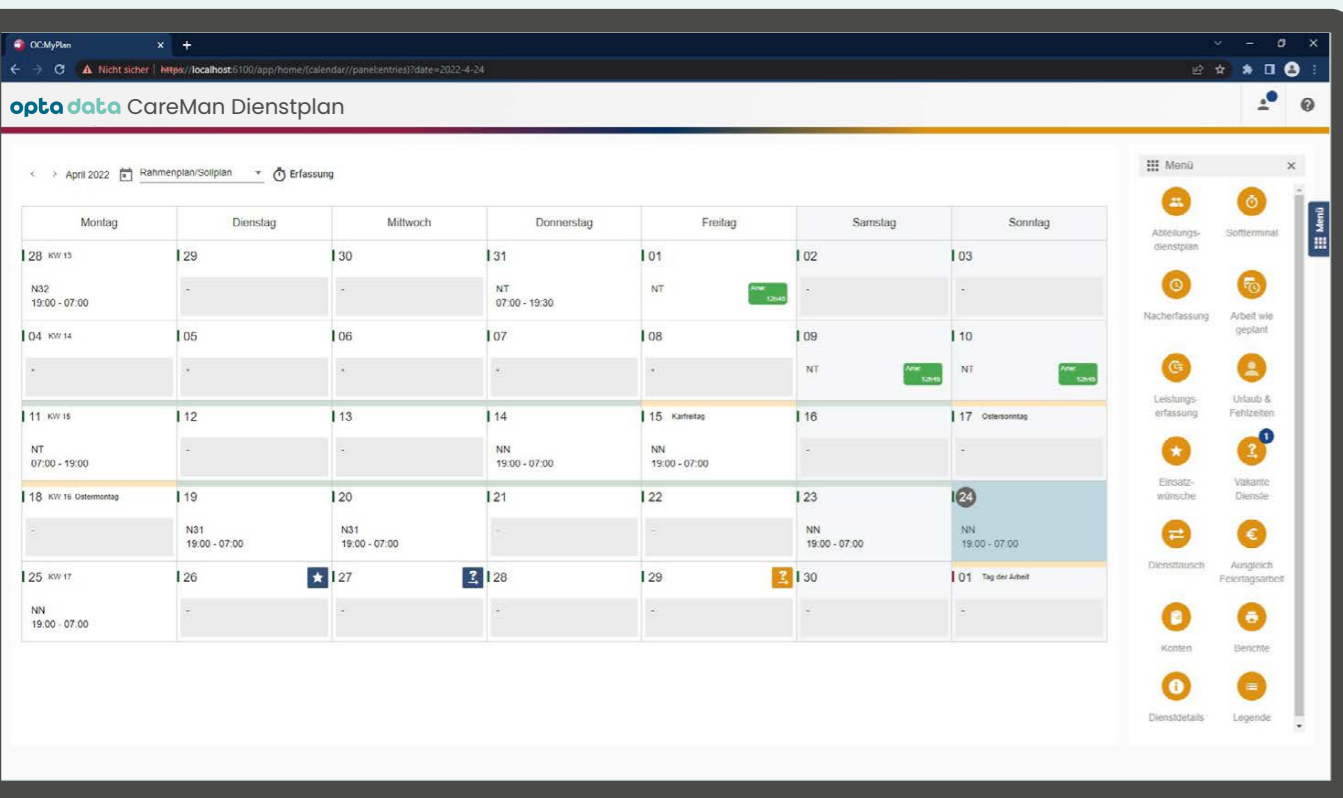 OC:MyPlan
Nicht sicher | https://localhost:6100/app/home/(calendar//panel:entries)?date=2022-4-24
opta data CareMan Dienstplan
April 2022 Rahmenplan/Sollplan Erfassung
Montag Dienstag Mittwoch Donnerstag Freitag Samstag Sonntag
28 KW 13 29 30 31 01 02 03
N32 - - NT NT - -
19:00 - 07:00 07:00 - 19:30 12h45
04 KW 14 05 06 07 08 09 10
- - - - - NT NT
12h45 12h45
11 KW 15 12 13 14 15 Karfreitag 16 17 Ostersonntag
NT - - NN NN - -
07:00 - 19:00 19:00 - 07:00 19:00 - 07:00
18 KW 16 Ostermontag 19 20 21 22 23 24
- N31 N31 - - NN NN
19:00 - 07:00 19:00 - 07:00 19:00 - 07:00 19:00 - 07:00
25 KW 17 26 27 28 29 30 01 Tag der Arbeit
NN - - - - - -
19:00 - 07:00
Menü
Menü
Abteilungs-
dienstplan
Softterminal
Nacherfassung
Arbeit wie
geplant
Leistungs-
erfassung
Urlaub &
Fehlzeiten
1
Einsatz-
wünsche
Vakante
Dienste
Diensttausch
Ausgleich
Feiertagsarbeit
Konten
Berichte
Dienstdetails
Legende